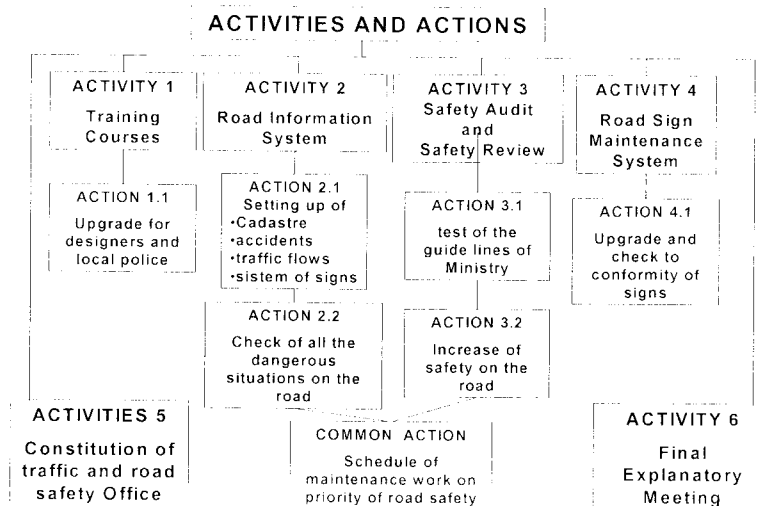 ACTIVITIES AND ACTIONS
ACTIVITY 1
Training
Courses
ACTIVITY 2
Road Information
System
ACTIVITY 3
Safety Audit
and
Safety Review
ACTIVITY 4
Road Sign
Maintenance
System
ACTION 1.1
Upgrade for
designers and
local police
ACTION 2.1
Setting up of
•Cadastre
•accidents
•traffic flows
•sistem of signs
ACTION 3.1
test of the
guide lines of
Ministry
ACTION 4.1
Upgrade and
check to
conformity of
signs
ACTION 2.2
Check of all the
dangerous
situations on the
road
ACTION 3.2
Increase of
safety on the
road
ACTIVITIES 5
Constitution of
traffic and road
safety Office
COMMON ACTION
Schedule of
maintenance work on
priority of road safety
ACTIVITY 6
Final
Explanatory
Meeting